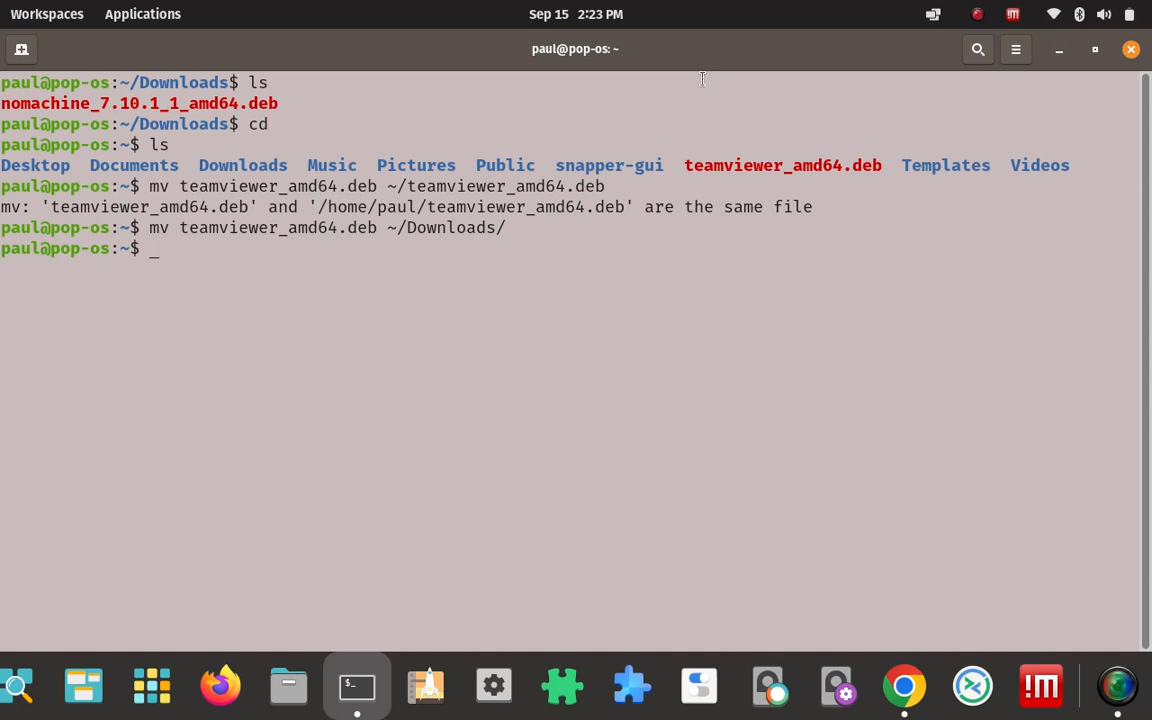 Workspaces Applications Sep 15 2:23 PM !M
paul@pop-os: ~
paul@pop-os:~/Downloads$ ls
nomachine_7.10.1_1_amd64.deb
paul@pop-os:~/Downloads$ cd
paul@pop-os:~$ ls
Desktop Documents Downloads Music Pictures Public snapper-gui teamviewer_amd64.deb Templates Videos
paul@pop-os:~$ mv teamviewer_amd64.deb ~/teamviewer_amd64.deb
mv: 'teamviewer_amd64.deb' and '/home/paul/teamviewer_amd64.deb' are the same file
paul@pop-os:~$ mv teamviewer_amd64.deb ~/Downloads/
paul@pop-os:~$ _
$_ !M